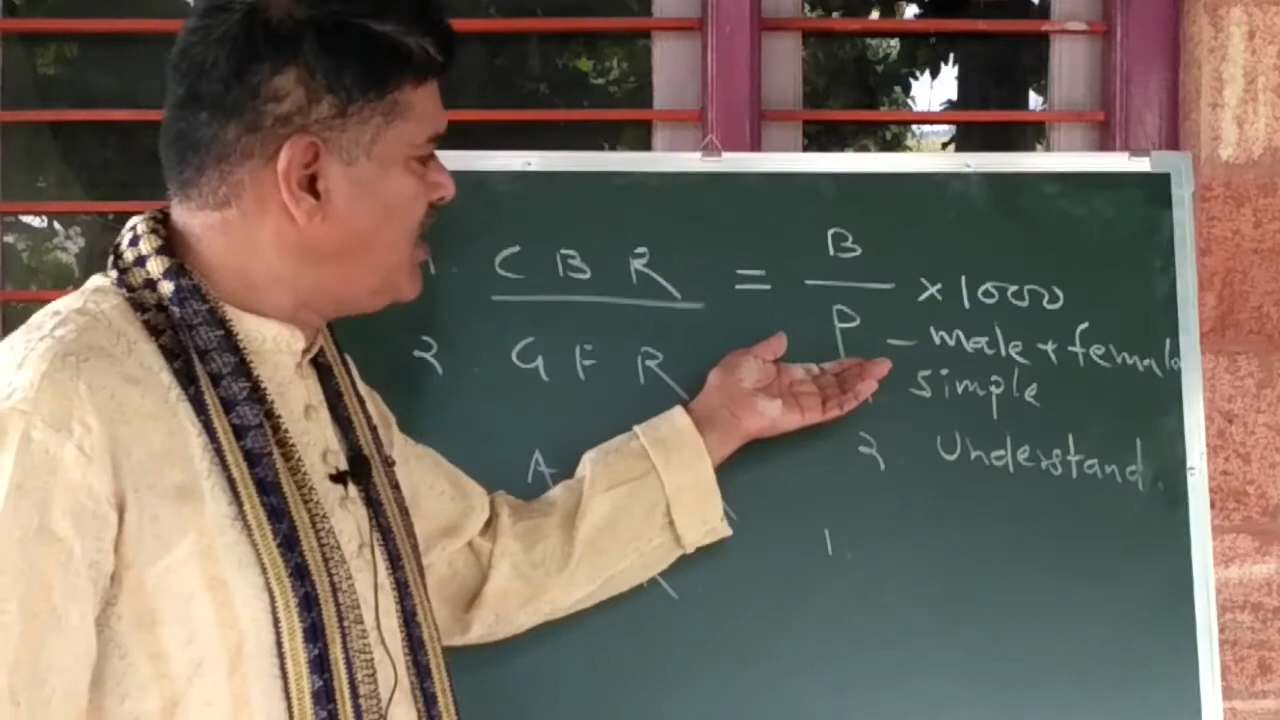 1. CBR = B/P × 1000
P – male + female
2 GFR
simple
A
2 Understand.
1.